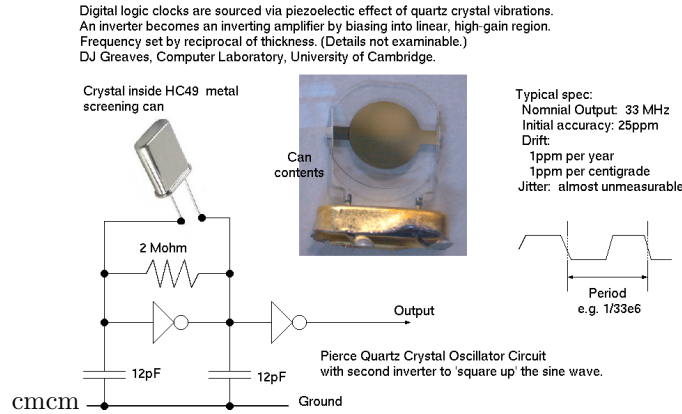 Digital logic clocks are sourced via piezoelectic effect of quartz crystal vibrations.
An inverter becomes an inverting amplifier by biasing into linear, high-gain region.
Frequency set by reciprocal of thickness. (Details not examinable.)
DJ Greaves, Computer Laboratory, University of Cambridge.
Crystal inside HC49 metal
screening can
Can
contents
Typical spec:
Nomnial Output: 33 MHz
Initial accuracy: 25ppm
Drift:
1ppm per year
1ppm per centigrade
Jitter: almost unmeasurable
2 Mohm
Period
e.g. 1/33e6
Output
Pierce Quartz Crystal Oscillator Circuit
with second inverter to 'square up' the sine wave.
12pF
12pF
cmcm
Ground